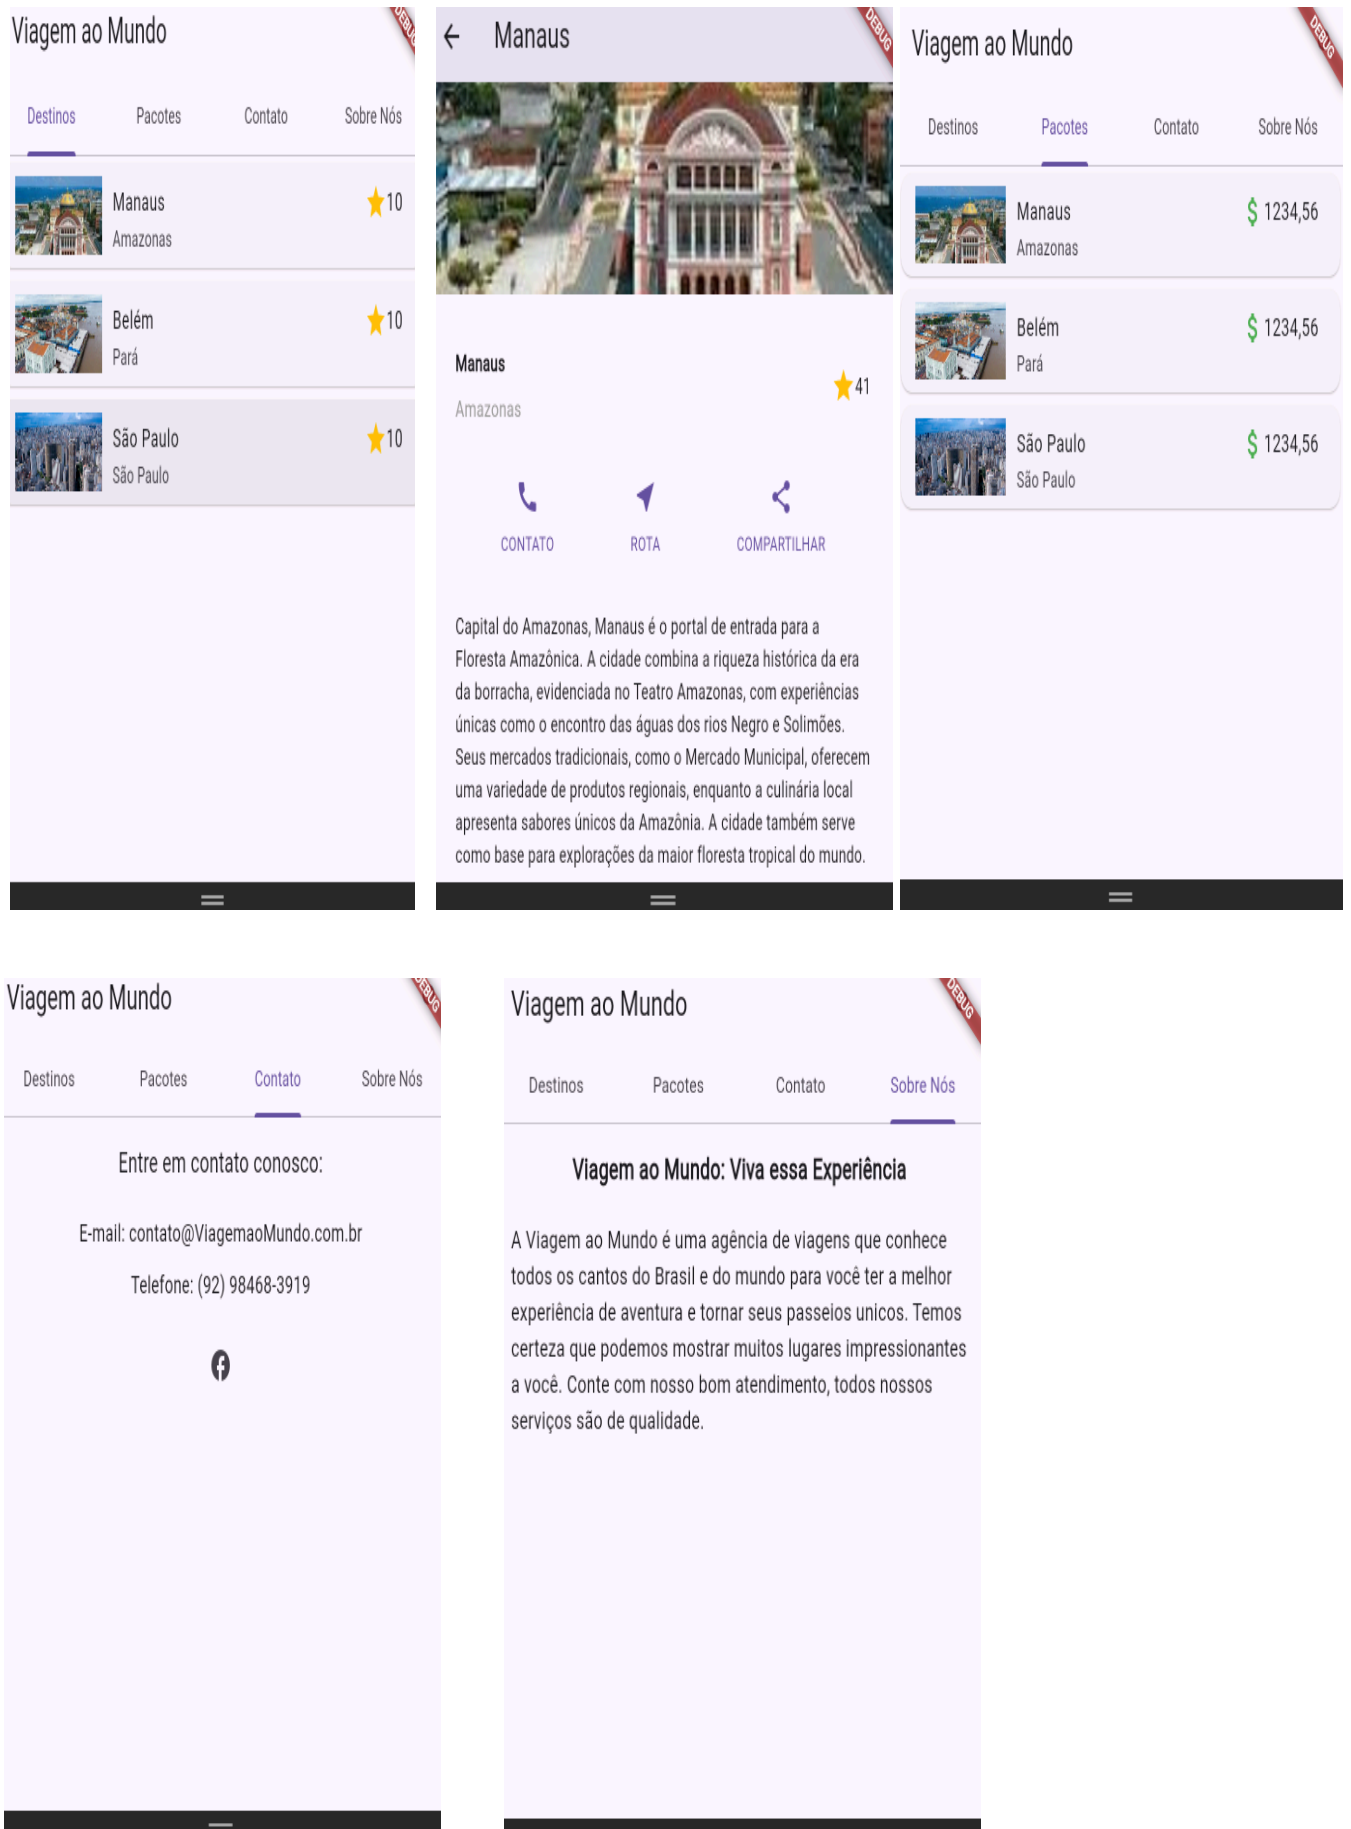 Viagem ao Mundo
DEBUG
Destinos Pacotes Contato Sobre Nós
Manaus
10
Amazonas
Belém
10
Pará
São Paulo
10
São Paulo
Manaus
DEBUG
Manaus
Amazonas
41
CONTATO ROTA COMPARTILHAR
Capital do Amazonas, Manaus é o portal de entrada para a
Floresta Amazônica. A cidade combina a riqueza histórica da era
da borracha, evidenciada no Teatro Amazonas, com experiências
únicas como o encontro das águas dos rios Negro e Solimões.
Seus mercados tradicionais, como o Mercado Municipal, oferecem
uma variedade de produtos regionais, enquanto a culinária local
apresenta sabores únicos da Amazônia. A cidade também serve
como base para explorações da maior floresta tropical do mundo.
Viagem ao Mundo
DEBUG
Destinos Pacotes Contato Sobre Nós
Manaus
$ 1234,56
Amazonas
Belém
$ 1234,56
Pará
São Paulo
$ 1234,56
São Paulo
Viagem ao Mundo
DEBUG
Destinos Pacotes Contato Sobre Nós
Entre em contato conosco:
E-mail: contato@ViagemaoMundo.com.br
Telefone: (92) 98468-3919
Viagem ao Mundo
DEBUG
Destinos Pacotes Contato Sobre Nós
Viagem ao Mundo: Viva essa Experiência
A Viagem ao Mundo é uma agência de viagens que conhece
todos os cantos do Brasil e do mundo para você ter a melhor
experiência de aventura e tornar seus passeios unicos. Temos
certeza que podemos mostrar muitos lugares impressionantes
a você. Conte com nosso bom atendimento, todos nossos
serviços são de qualidade.